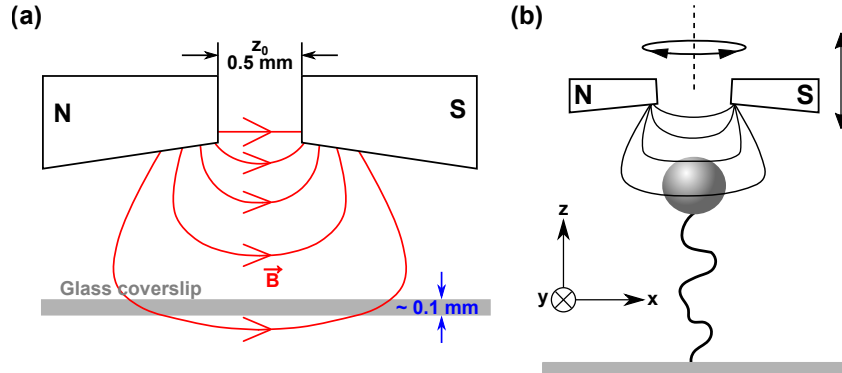 (a)
z₀
0.5 mm
N
S
B
Glass coverslip
~ 0.1 mm
(b)
N
S
z
y
x